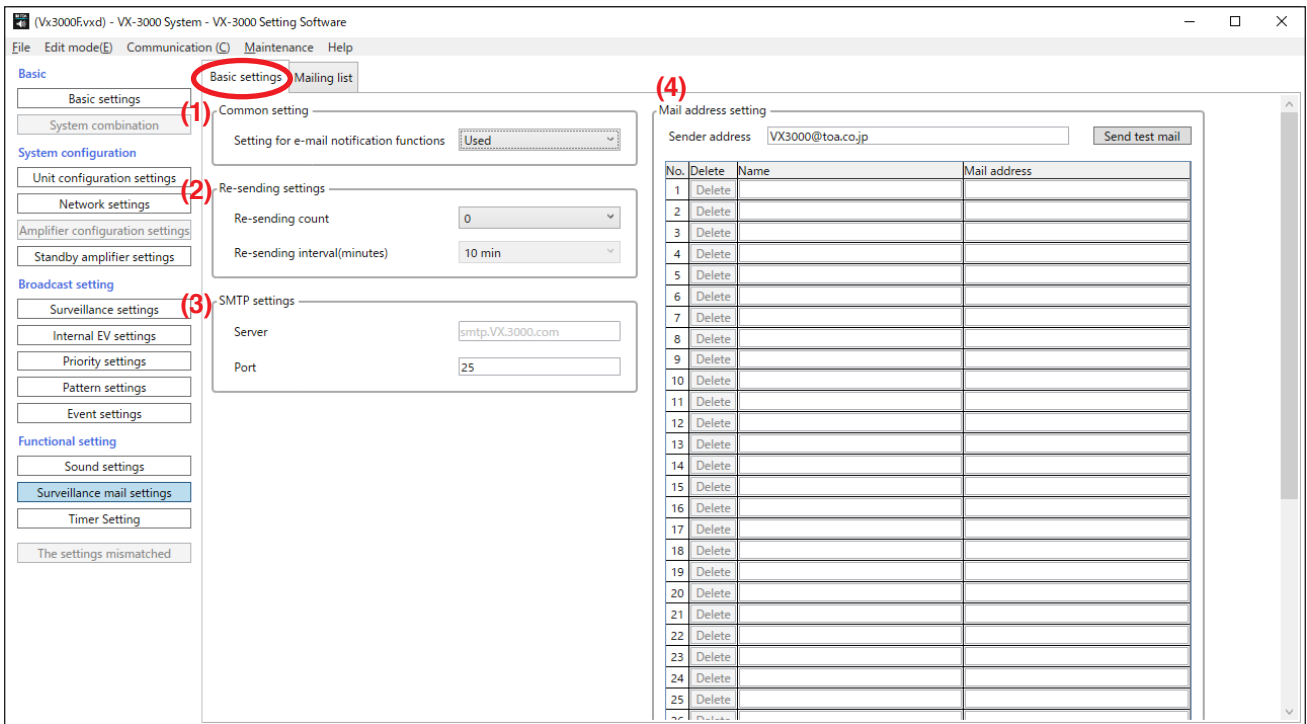 (Vx3000F.vxd) - VX-3000 System - VX-3000 Setting Software
File Edit mode(E) Communication (C) Maintenance Help
Basic
Basic settings
System combination
System configuration
Unit configuration settings
Network settings
Amplifier configuration settings
Standby amplifier settings
Broadcast setting
Surveillance settings
Internal EV settings
Priority settings
Pattern settings
Event settings
Functional setting
Sound settings
Surveillance mail settings
Timer Setting
The settings mismatched
Basic settings Mailing list
(1)
Common setting
Setting for e-mail notification functions Used
(2)
Re-sending settings
Re-sending count 0
Re-sending interval(minutes) 10 min
(3)
SMTP settings
Server smtp.VX.3000.com
Port 25
(4)
Mail address setting
Sender address VX3000@toa.co.jp Send test mail
No. Delete Name Mail address
1 Delete
2 Delete
3 Delete
4 Delete
5 Delete
6 Delete
7 Delete
8 Delete
9 Delete
10 Delete
11 Delete
12 Delete
13 Delete
14 Delete
15 Delete
16 Delete
17 Delete
18 Delete
19 Delete
20 Delete
21 Delete
22 Delete
23 Delete
24 Delete
25 Delete
26 Delete